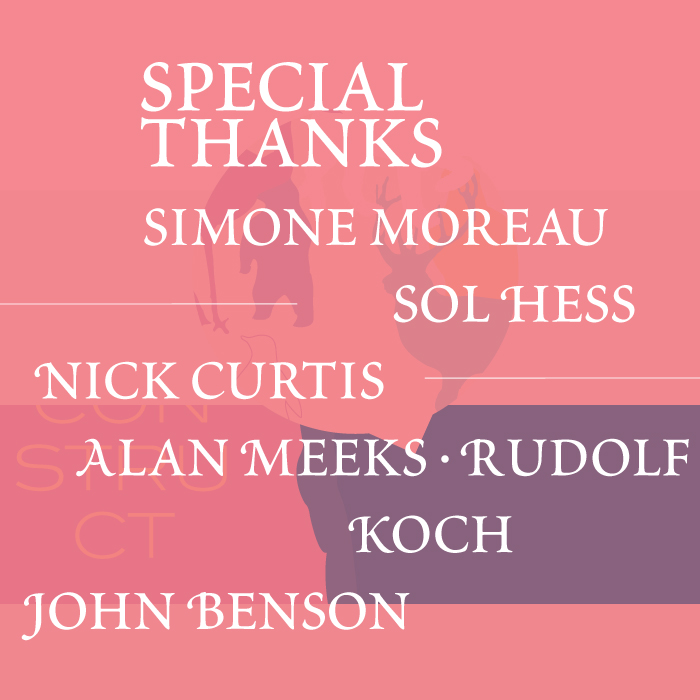 SPECIAL
THANKS
SIMONE MOREAU
SOL HESS
NICK CURTIS
CON
ALAN MEEKS · RUDOLF
STRU
KOCH
CT
JOHN BENSON